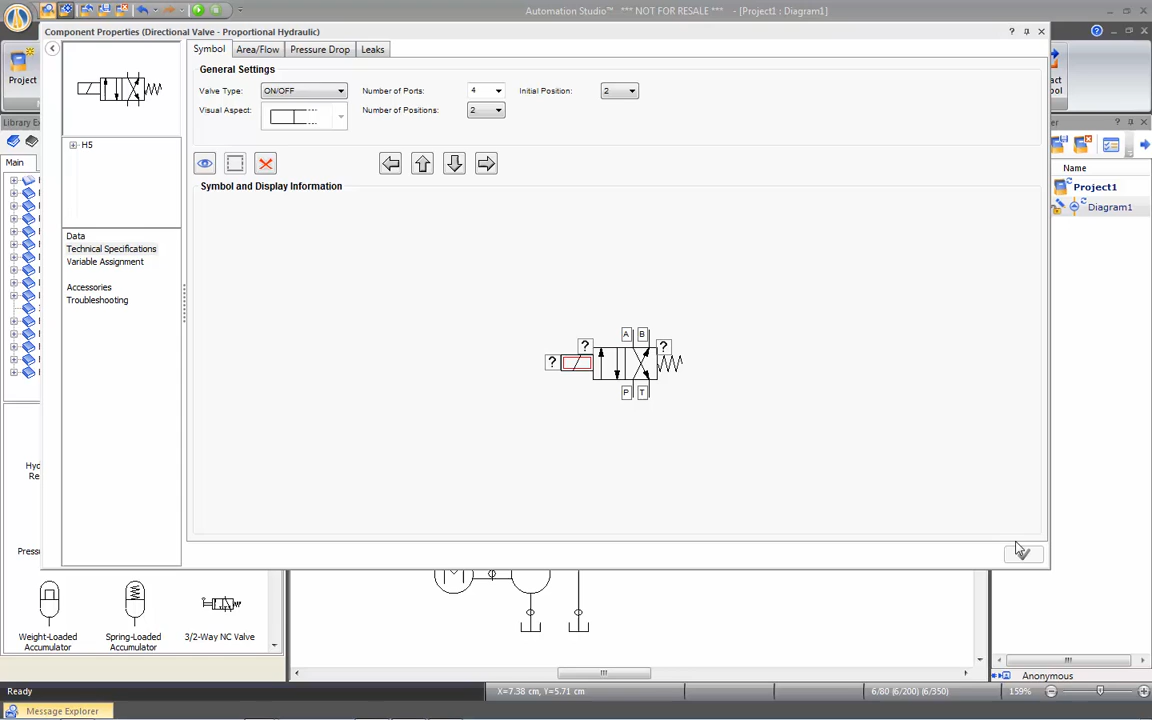 Automation Studio™ *** NOT FOR RESALE *** - [Project1 : Diagram1]
Component Properties (Directional Valve - Proportional Hydraulic)
?
Project
Library
Main
Symbol
Area/Flow
Pressure Drop
Leaks
General Settings
Valve Type:
ON/OFF
Number of Ports:
4
Initial Position:
2
Visual Aspect:
Number of Positions:
2
H5
Data
Technical Specifications
Variable Assignment
Accessories
Troubleshooting
Symbol and Display Information
? A B ?
?
P T
Name
Project1
Diagram1
M
Weight-Loaded
Accumulator
Spring-Loaded
Accumulator
3/2-Way NC Valve
Ready
X=7.38 cm, Y=5.71 cm
6/80 (6/200) (6/350)
159%
Anonymous
Message Explorer